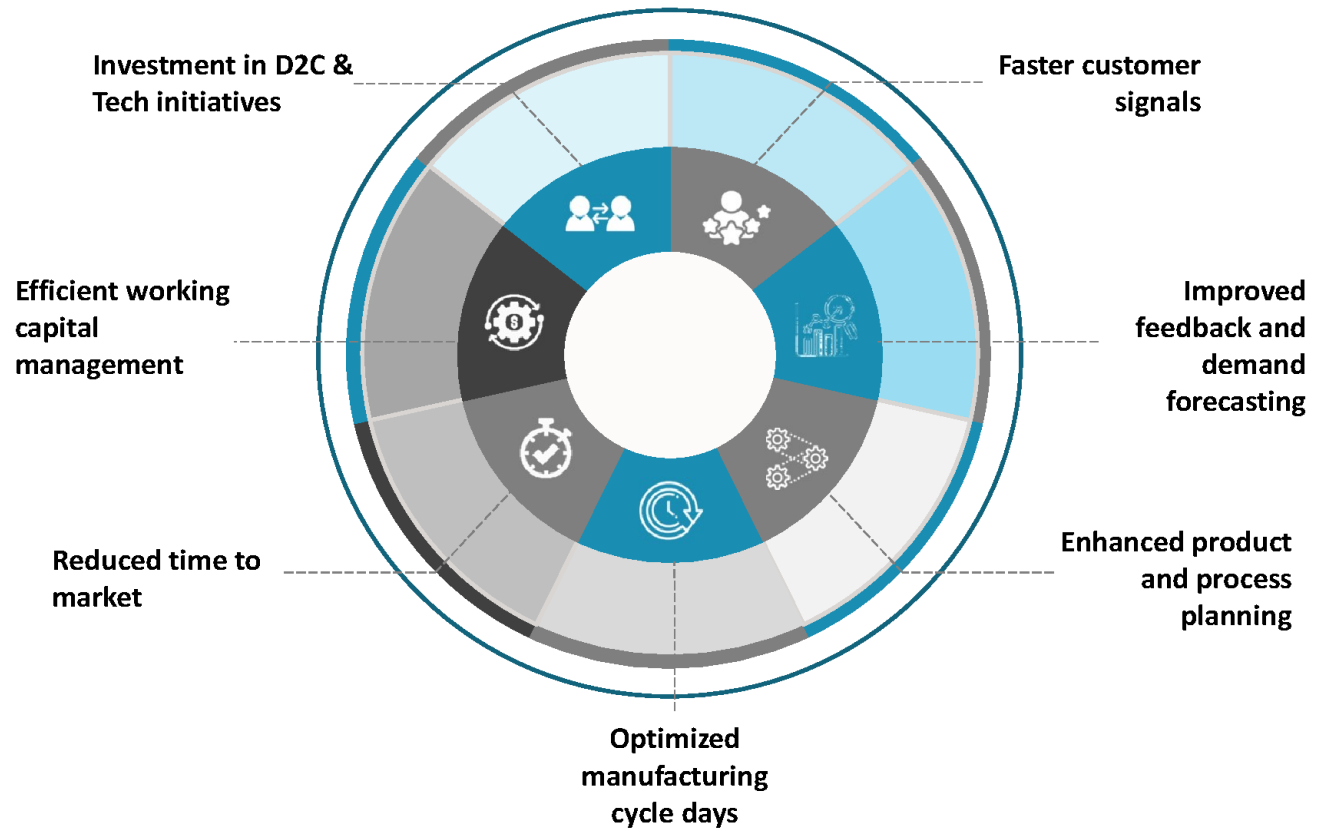 Investment in D2C &
Tech initiatives
Faster customer
signals
Improved
feedback and
demand
forecasting
Enhanced product
and process
planning
Optimized
manufacturing
cycle days
Reduced time to
market
Efficient working
capital
management